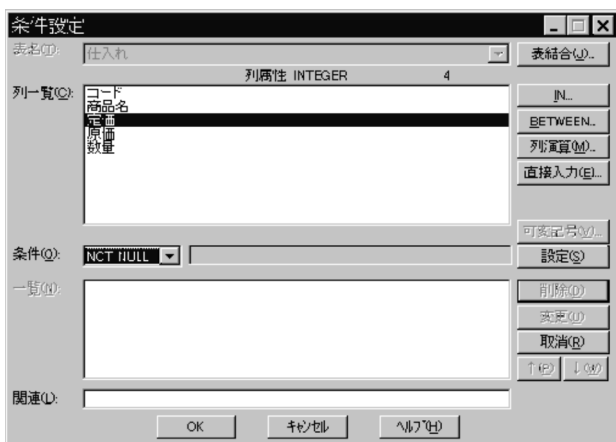 条件設定
表名(T): 仕入れ 表結合(J)..
列属性 INTEGER 4
列一覧(C):
コード
商品名
定価
原価
数量
IN...
BETWEEN..
列演算(M)..
直接入力(E)...
可変記号(V)...
条件(O): NOT NULL 設定(S)
一覧(N): 削除(D)
変更(U)
取消(R)
↑(P) ↓(W)
関連(L):
OK キャンセル ヘルプ(H)